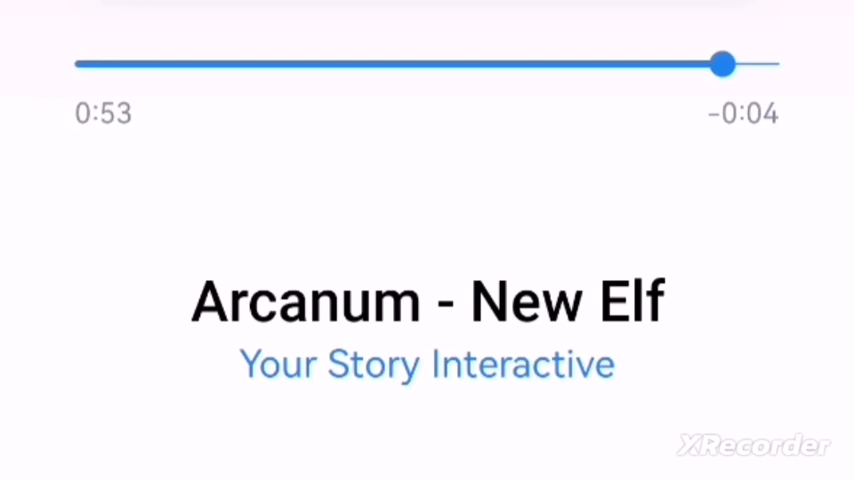 0:53
-0:04
Arcanum - New Elf
Your Story Interactive
XRecorder